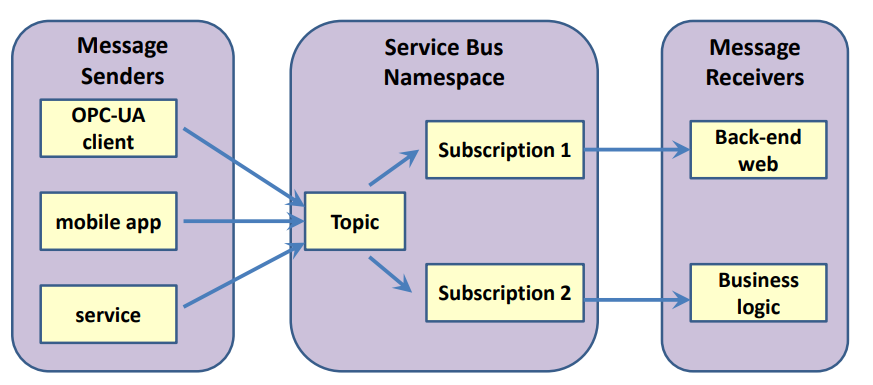 Message
Senders
OPC-UA
client
mobile app
service
Service Bus
Namespace
Topic
Subscription 1
Subscription 2
Message
Receivers
Back-end
web
Business
logic